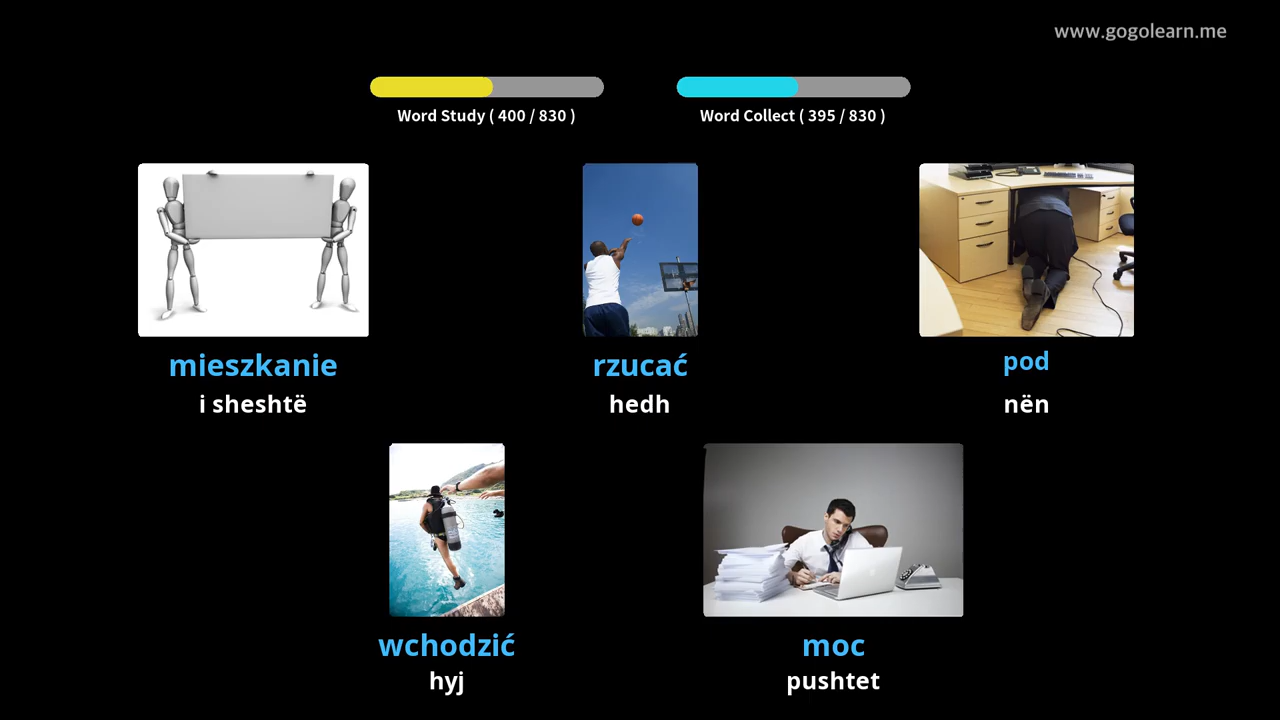 www.gogolearn.me
Word Study ( 400 / 830 )
Word Collect ( 395 / 830 )
mieszkanie
i sheshtë
rzucać
hedh
pod
nën
wchodzić
hyj
moc
pushtet